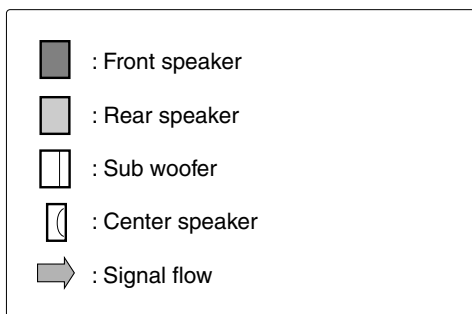 : Front speaker
: Rear speaker
: Sub woofer
: Center speaker
: Signal flow